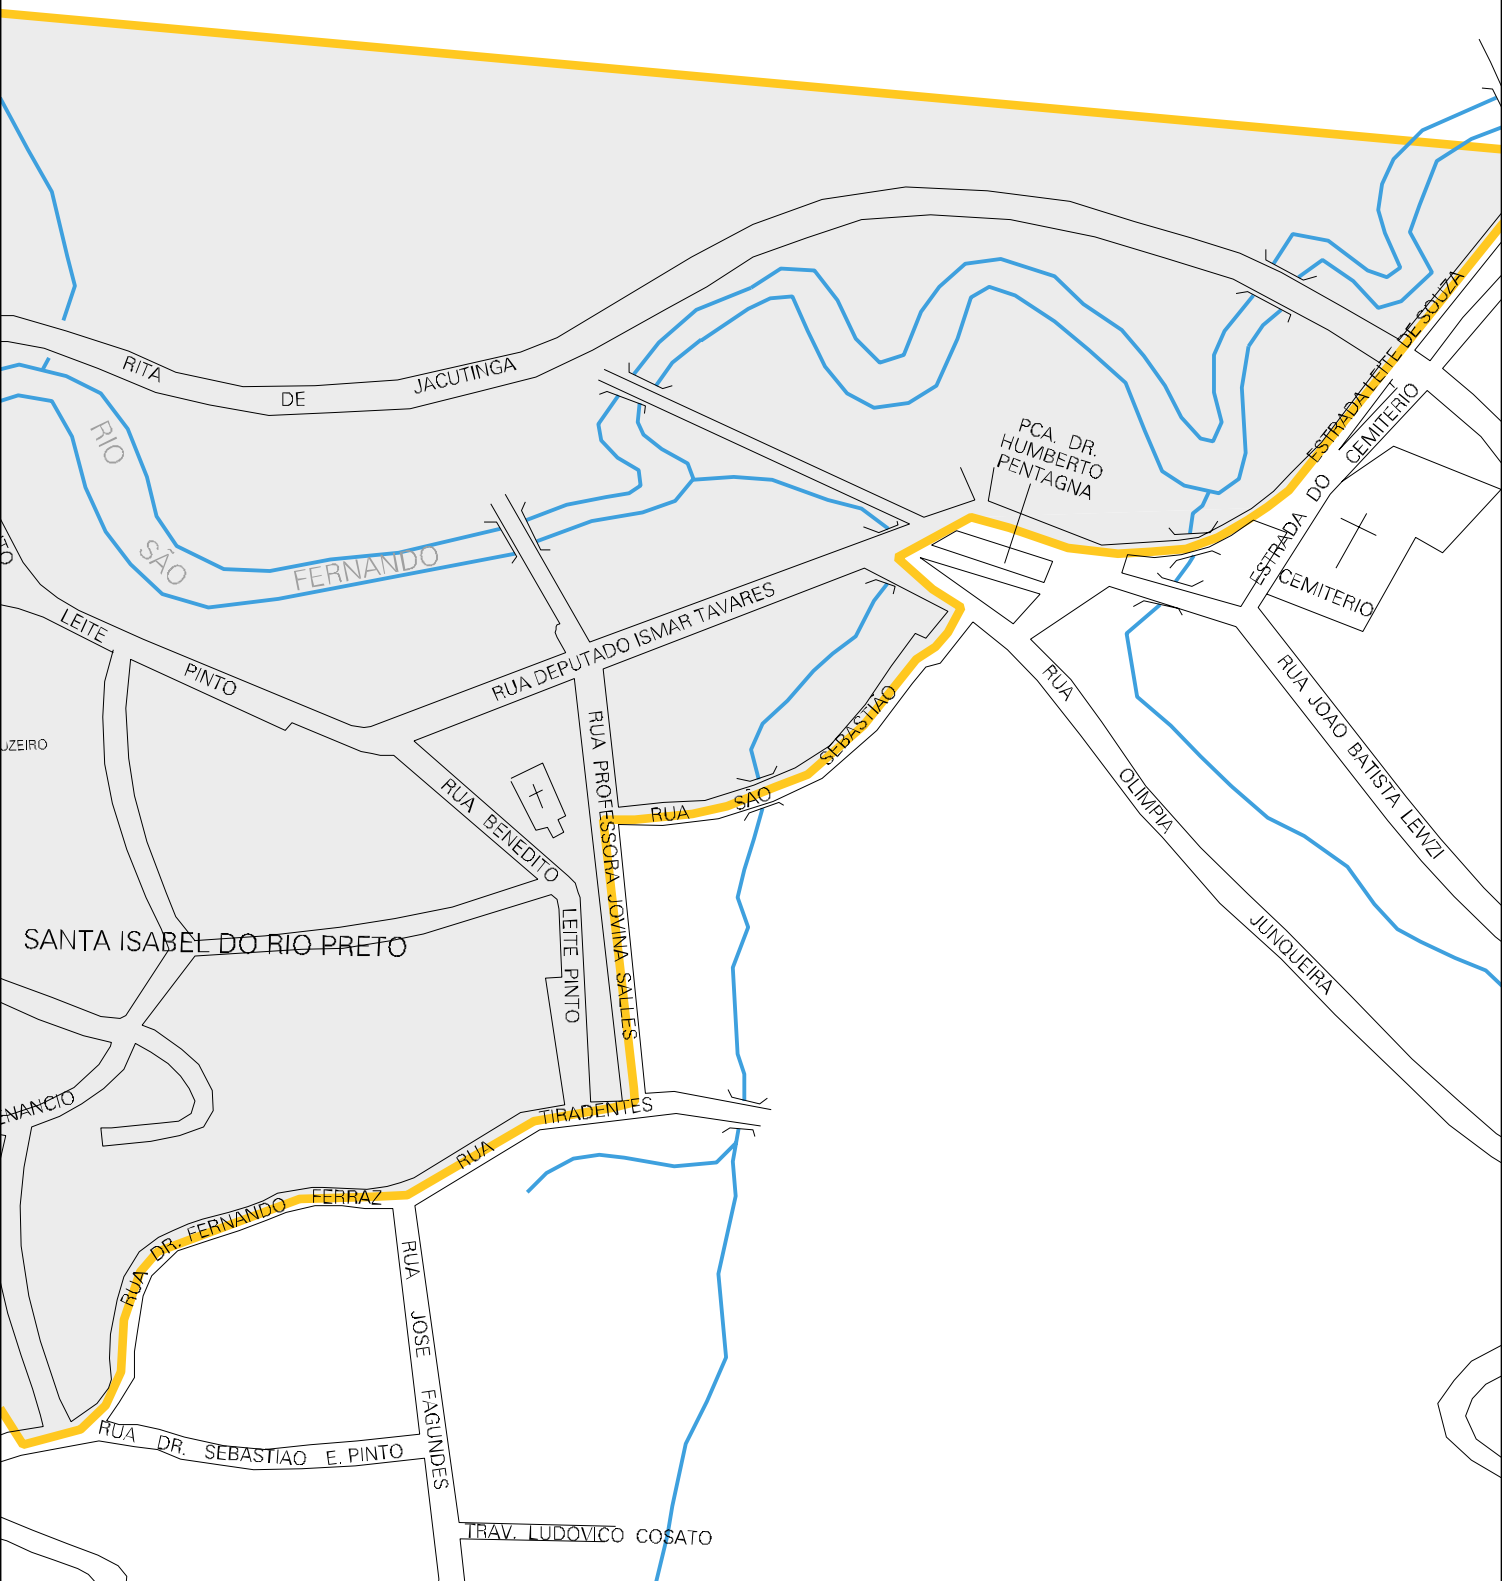 RITA DE JACUTINGA
RIO SÃO FERNANDO
PCA. DR.
HUMBERTO
PENTAGNA
ESTRADA LEITE DE SOUZA
ESTRADA DO CEMITERIO
CEMITERIO
LEITE PINTO
RUA DEPUTADO ISMAR TAVARES
RUA PROFESSORA JOVINA SALLES
RUA SÃO SEBASTIÃO
RUA OLIMPIA JUNQUEIRA
RUA JOAO BATISTA LEWZI
UZEIRO
RUA BENEDITO LEITE PINTO
SANTA ISABEL DO RIO PRETO
ENANCIO
RUA TIRADENTES
RUA DR. FERNANDO FERRAZ
RUA JOSE FAGUNDES
RUA DR. SEBASTIAO E. PINTO
TRAV. LUDOVICO COSATO